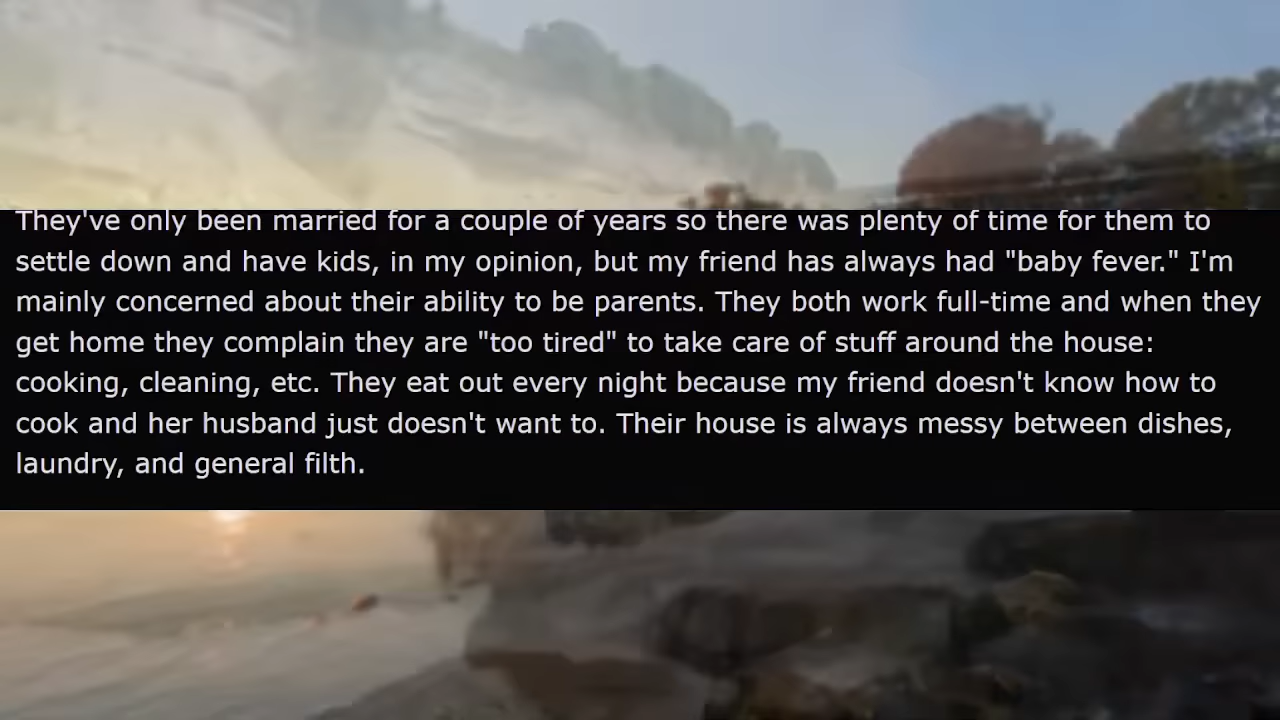 They've only been married for a couple of years so there was plenty of time for them to
settle down and have kids, in my opinion, but my friend has always had "baby fever." I'm
mainly concerned about their ability to be parents. They both work full-time and when they
get home they complain they are "too tired" to take care of stuff around the house:
cooking, cleaning, etc. They eat out every night because my friend doesn't know how to
cook and her husband just doesn't want to. Their house is always messy between dishes,
laundry, and general filth.